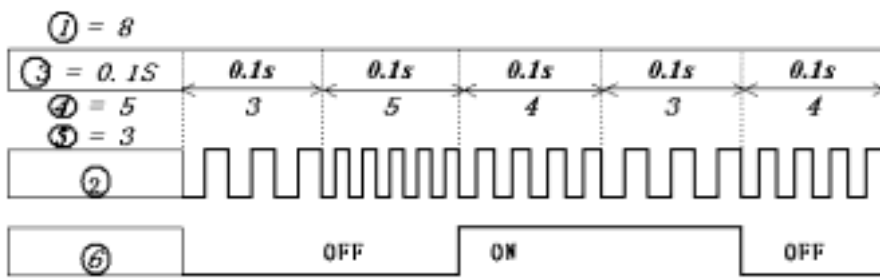 ① = 8
③ = 0.1S 0.1s 0.1s 0.1s 0.1s 0.1s
④ = 5 3 5 4 3 4
⑤ = 3
②
⑥ OFF ON OFF